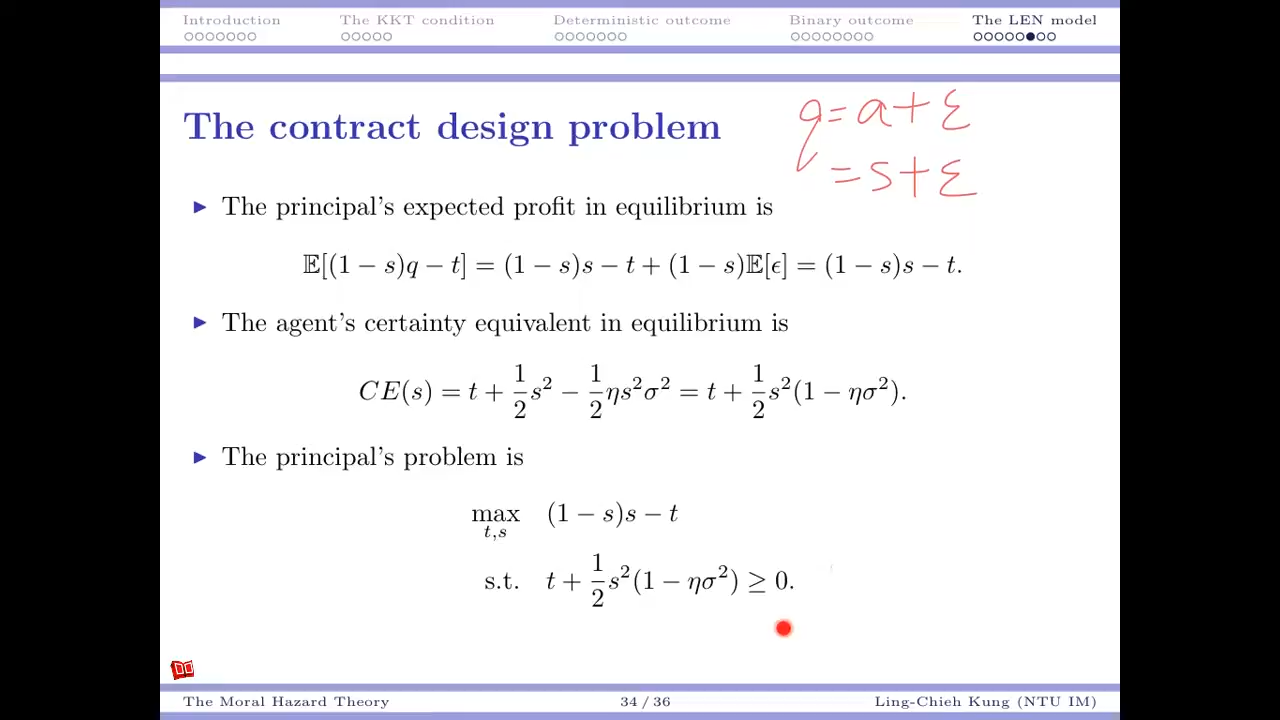 Introduction The KKT condition Deterministic outcome Binary outcome The LEN model
The contract design problem
q = a + ε
= s + ε
The principal's expected profit in equilibrium is
𝔼[(1 − s)q − t] = (1 − s)s − t + (1 − s)𝔼[ϵ] = (1 − s)s − t.
The agent's certainty equivalent in equilibrium is
CE(s) = t + 1/2 s² − 1/2 ηs²σ² = t + 1/2 s²(1 − ησ²).
The principal's problem is
max t,s (1 − s)s − t
s.t. t + 1/2 s²(1 − ησ²) ≥ 0.
The Moral Hazard Theory 34 / 36 Ling-Chieh Kung (NTU IM)